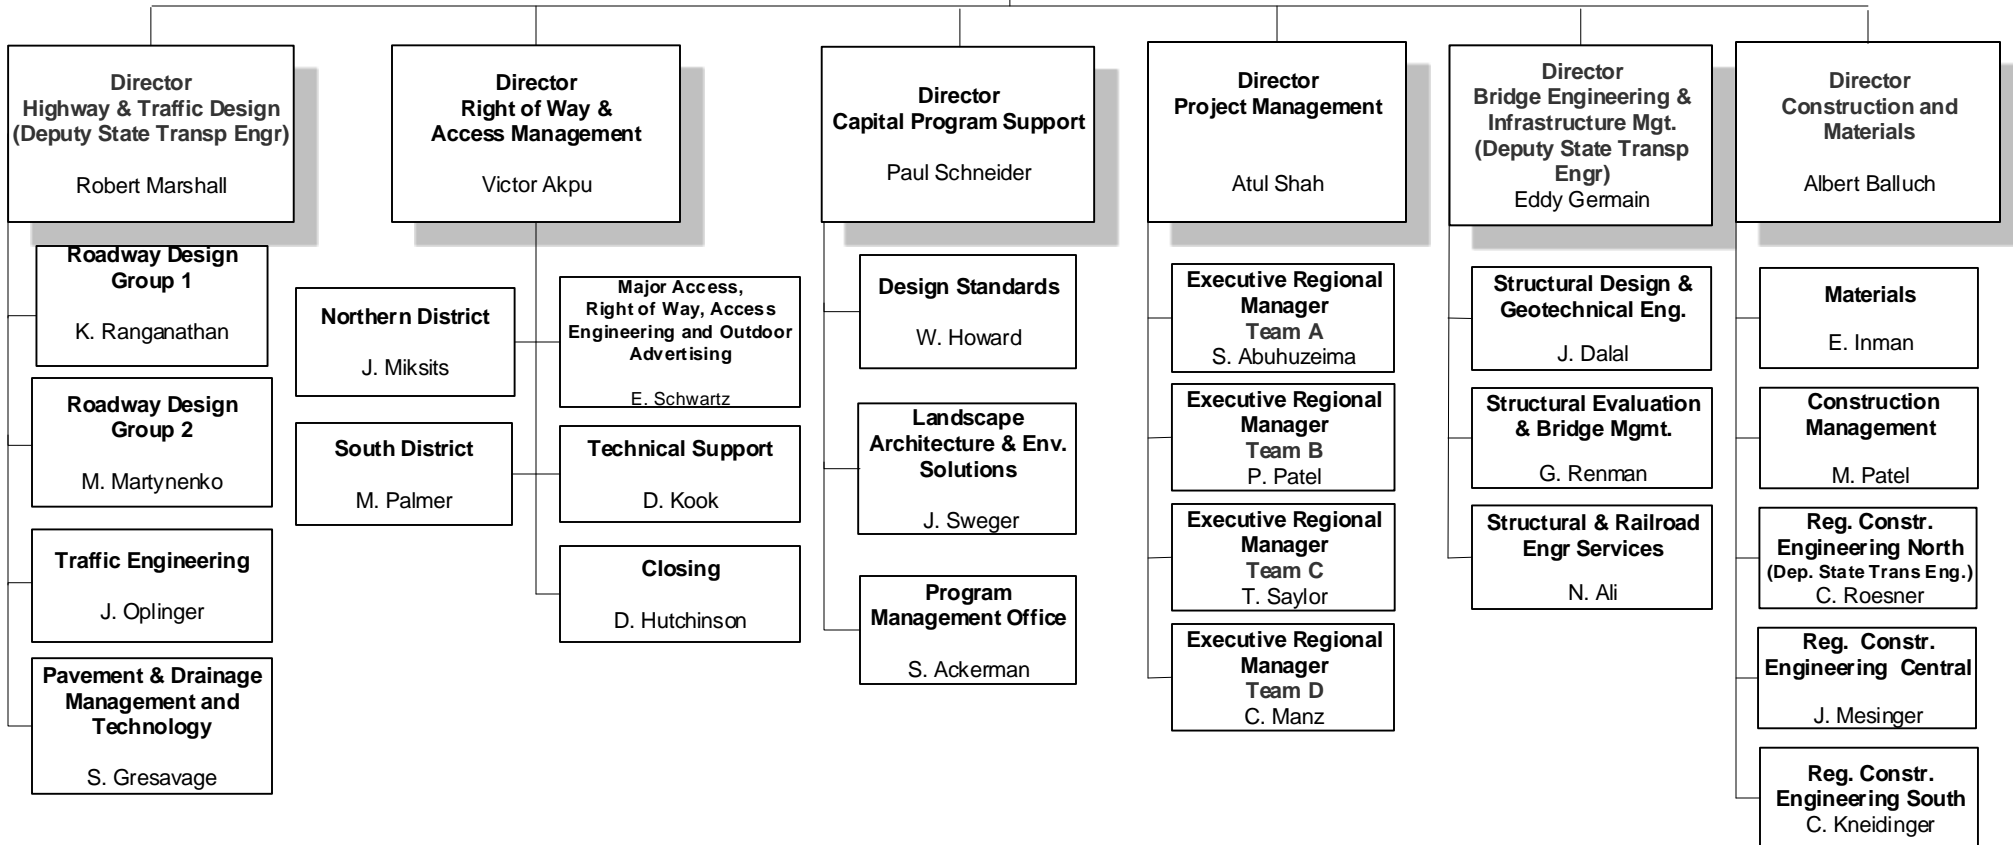 Director
Highway & Traffic Design
(Deputy State Transp Engr)
Robert Marshall
Roadway Design
Group 1
K. Ranganathan
Roadway Design
Group 2
M. Martynenko
Traffic Engineering
J. Oplinger
Pavement & Drainage
Management and
Technology
S. Gresavage
Director
Right of Way &
Access Management
Victor Akpu
Northern District
J. Miksits
South District
M. Palmer
Major Access,
Right of Way, Access
Engineering and Outdoor
Advertising
E. Schwartz
Technical Support
D. Kook
Closing
D. Hutchinson
Director
Capital Program Support
Paul Schneider
Design Standards
W. Howard
Landscape
Architecture & Env.
Solutions
J. Sweger
Program
Management Office
S. Ackerman
Director
Project Management
Atul Shah
Executive Regional
Manager
Team A
S. Abuhuzeima
Executive Regional
Manager
Team B
P. Patel
Executive Regional
Manager
Team C
T. Saylor
Executive Regional
Manager
Team D
C. Manz
Director
Bridge Engineering &
Infrastructure Mgt.
(Deputy State Transp
Engr)
Eddy Germain
Structural Design &
Geotechnical Eng.
J. Dalal
Structural Evaluation
& Bridge Mgmt.
G. Renman
Structural & Railroad
Engr Services
N. Ali
Director
Construction and
Materials
Albert Balluch
Materials
E. Inman
Construction
Management
M. Patel
Reg. Constr.
Engineering North
(Dep. State Trans Eng.)
C. Roesner
Reg. Constr.
Engineering Central
J. Mesinger
Reg. Constr.
Engineering South
C. Kneidinger